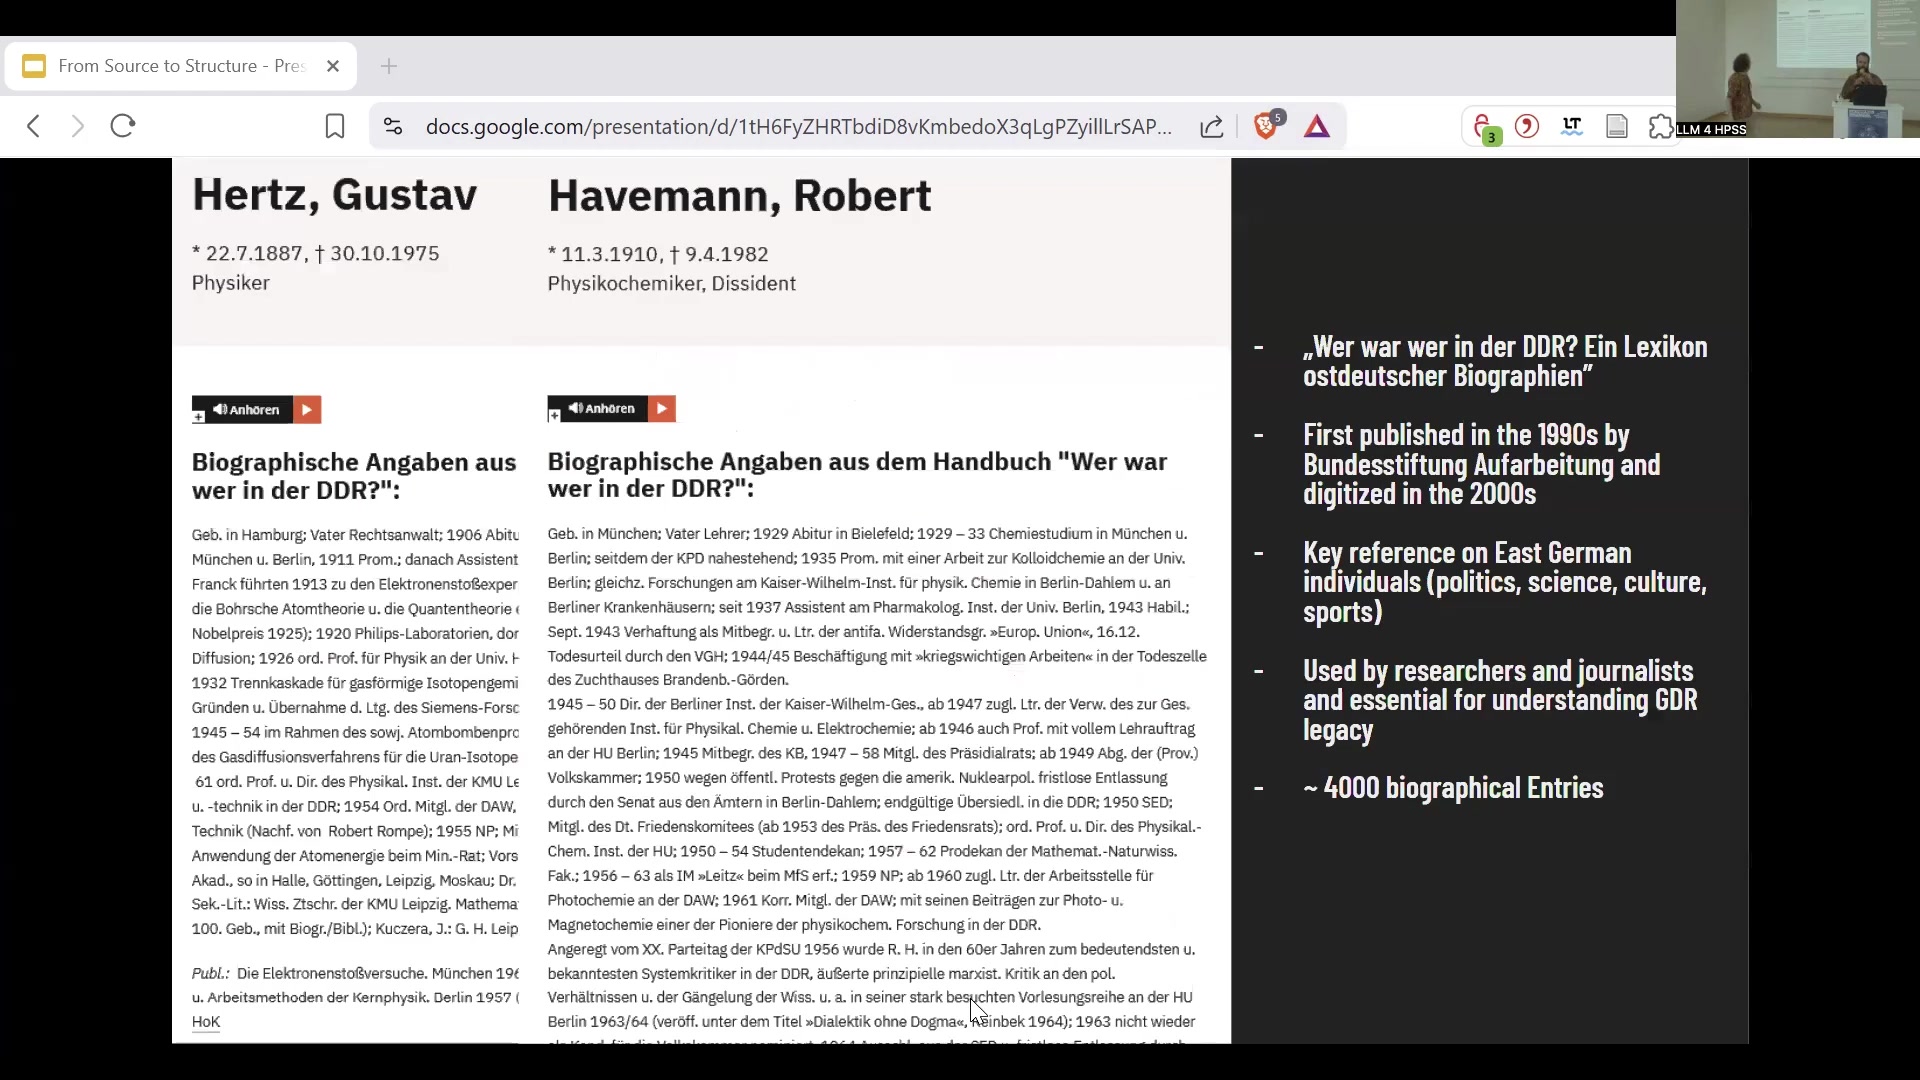 From Source to Structure - Pres
docs.google.com/presentation/d/1tH6FyZHRTbdiD8vKmbedoX3qLgPZyillLrSAP...
5
3
LLM 4 HPSS
Hertz, Gustav
* 22.7.1887, † 30.10.1975
Physiker
Anhören
Biographische Angaben aus
wer in der DDR?":
Geb. in Hamburg; Vater Rechtsanwalt; 1906 Abitu
München u. Berlin, 1911 Prom.; danach Assistent
Franck führten 1913 zu den Elektronenstoßexper
die Bohrsche Atomtheorie u. die Quantentheorie
Nobelpreis 1925); 1920 Philips-Laboratorien, dor
Diffusion; 1926 ord. Prof. für Physik an der Univ. H
1932 Trennkaskade für gasförmige Isotopengemi
Gründen u. Übernahme d. Ltg. des Siemens-Forsc
1945 – 54 im Rahmen des sowj. Atombombenpro
des Gasdiffusionsverfahrens für die Uran-Isotope
61 ord. Prof. u. Dir. des Physikal. Inst. der KMU Le
u. -technik in der DDR; 1954 Ord. Mitgl. der DAW,
Technik (Nachf. von Robert Rompe); 1955 NP; Mi
Anwendung der Atomenergie beim Min.-Rat; Vors
Akad., so in Halle, Göttingen, Leipzig, Moskau; Dr.
Sek.-Lit.: Wiss. Ztschr. der KMU Leipzig. Mathema
100. Geb., mit Biogr./Bibl.); Kuczera, J.: G. H. Leip
Publ.: Die Elektronenstoßversuche. München 196
u. Arbeitsmethoden der Kernphysik. Berlin 1957 (
HoK
Havemann, Robert
* 11.3.1910, † 9.4.1982
Physikochemiker, Dissident
Anhören
Biographische Angaben aus dem Handbuch "Wer war
wer in der DDR?":
Geb. in München; Vater Lehrer; 1929 Abitur in Bielefeld; 1929 – 33 Chemiestudium in München u.
Berlin; seitdem der KPD nahestehend; 1935 Prom. mit einer Arbeit zur Kolloidchemie an der Univ.
Berlin; gleichz. Forschungen am Kaiser-Wilhelm-Inst. für physik. Chemie in Berlin-Dahlem u. an
Berliner Krankenhäusern; seit 1937 Assistent am Pharmakolog. Inst. der Univ. Berlin, 1943 Habil.;
Sept. 1943 Verhaftung als Mitbegr. u. Ltr. der antifa. Widerstandsgr. »Europ. Union«, 16.12.
Todesurteil durch den VGH; 1944/45 Beschäftigung mit »kriegswichtigen Arbeiten« in der Todeszelle
des Zuchthauses Brandenb.-Görden.
1945 – 50 Dir. der Berliner Inst. der Kaiser-Wilhelm-Ges., ab 1947 zugl. Ltr. der Verw. des zur Ges.
gehörenden Inst. für Physikal. Chemie u. Elektrochemie; ab 1946 auch Prof. mit vollem Lehrauftrag
an der HU Berlin; 1945 Mitbegr. des KB, 1947 – 58 Mitgl. des Präsidialrats; ab 1949 Abg. der (Prov.)
Volkskammer; 1950 wegen öffentl. Protests gegen die amerik. Nuklearpol. fristlose Entlassung
durch den Senat aus den Ämtern in Berlin-Dahlem; endgültige Übersiedl. in die DDR; 1950 SED;
Mitgl. des Dt. Friedenskomitees (ab 1953 des Präs. des Friedensrats); ord. Prof. u. Dir. des Physikal.-
Chem. Inst. der HU; 1950 – 54 Studentendekan; 1957 – 62 Prodekan der Mathemat.-Naturwiss.
Fak.; 1956 – 63 als IM »Leitz« beim MfS erf.; 1959 NP; ab 1960 zugl. Ltr. der Arbeitsstelle für
Photochemie an der DAW; 1961 Korr. Mitgl. der DAW; mit seinen Beiträgen zur Photo- u.
Magnetochemie einer der Pioniere der physikochem. Forschung in der DDR.
Angeregt vom XX. Parteitag der KPdSU 1956 wurde R. H. in den 60er Jahren zum bedeutendsten u.
bekanntesten Systemkritiker in der DDR, äußerte prinzipielle marxist. Kritik an den pol.
Verhältnissen u. der Gängelung der Wiss. u. a. in seiner stark besuchten Vorlesungsreihe an der HU
Berlin 1963/64 (veröff. unter dem Titel »Dialektik ohne Dogma«, Reinbek 1964); 1963 nicht wieder
- „Wer war wer in der DDR? Ein Lexikon
ostdeutscher Biographien”
- First published in the 1990s by
Bundesstiftung Aufarbeitung and
digitized in the 2000s
- Key reference on East German
individuals (politics, science, culture,
sports)
- Used by researchers and journalists
and essential for understanding GDR
legacy
- ~ 4000 biographical Entries